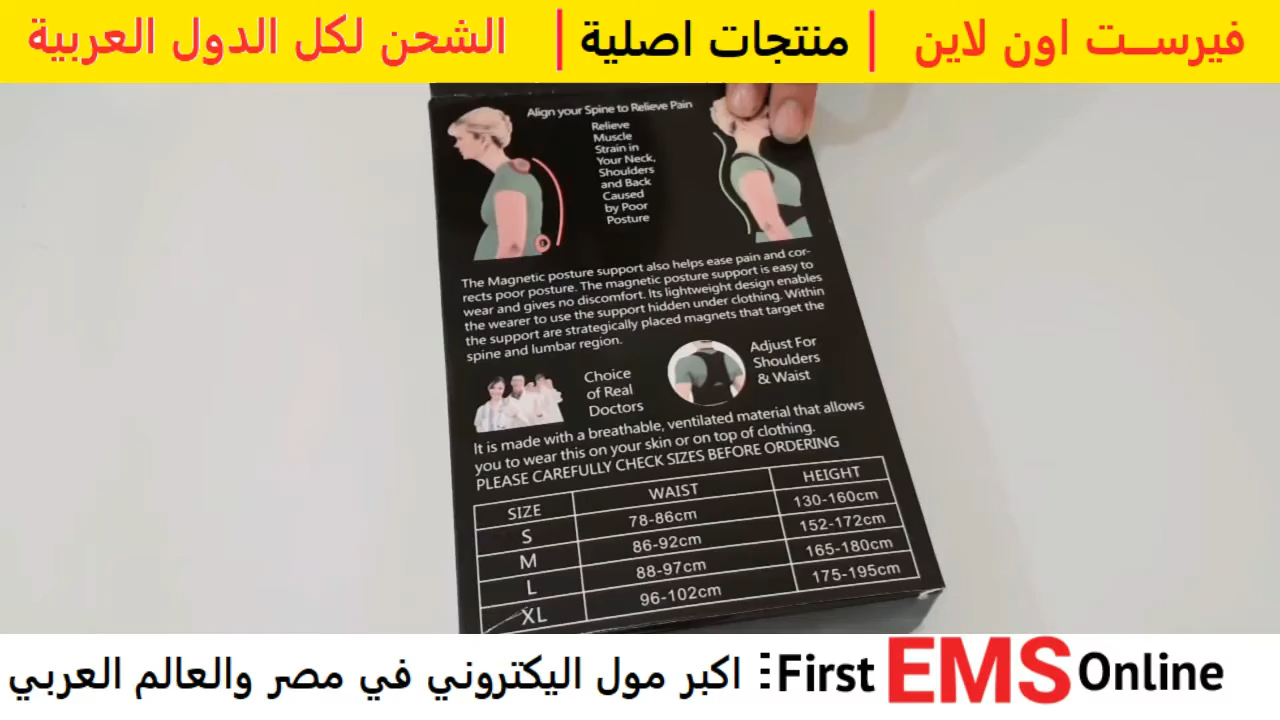 فيرســت اون لاين | منتجات اصلية | الشحن لكل الدول العربية
Align your Spine to Relieve Pain
Relieve
Muscle
Strain in
Your Neck,
Shoulders
and Back
Caused
by Poor
Posture
The Magnetic posture support also helps ease pain and cor-
rects poor posture. The magnetic posture support is easy to
wear and gives no discomfort. Its lightweight design enables
the wearer to use the support hidden under clothing. Within
the support are strategically placed magnets that target the
spine and lumbar region.
Choice
of Real
Doctors
Adjust For
Shoulders
& Waist
It is made with a breathable, ventilated material that allows
you to wear this on your skin or on top of clothing.
PLEASE CAREFULLY CHECK SIZES BEFORE ORDERING
SIZE WAIST HEIGHT
S 78-86cm 130-160cm
M 86-92cm 152-172cm
L 88-97cm 165-180cm
XL 96-102cm 175-195cm
اكبر مول اليكتروني في مصر والعالم العربي
First EMS Online